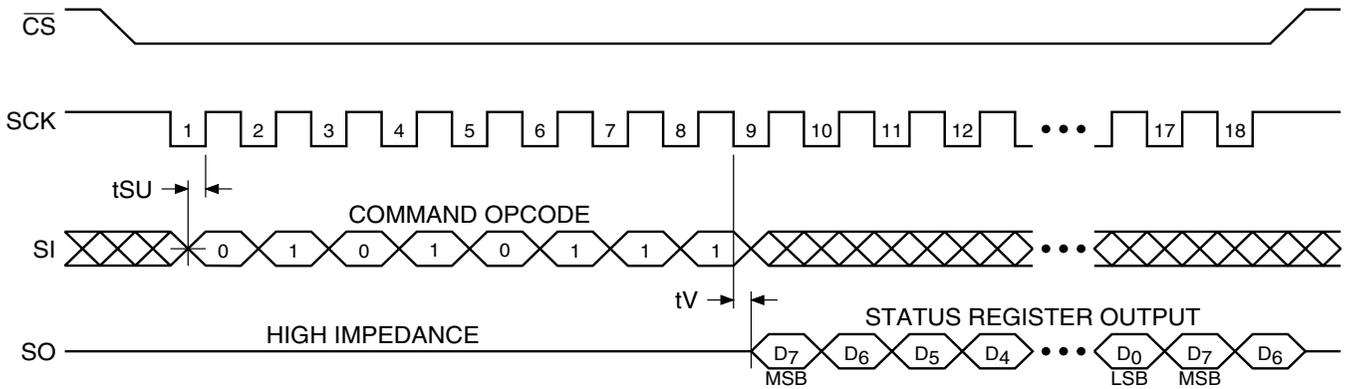 CS
SCK 1 2 3 4 5 6 7 8 9 10 11 12 ••• 17 18
tSU
COMMAND OPCODE
SI 0 1 0 1 0 1 1 1 •••
tV
HIGH IMPEDANCE
STATUS REGISTER OUTPUT
SO D7 D6 D5 D4 ••• D0 D7 D6
MSB LSB MSB